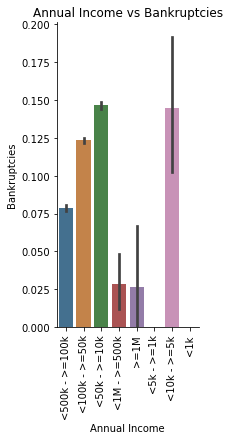 Annual Income vs Bankruptcies
0.200
0.175
0.150
0.125
0.100
0.075
0.050
0.025
0.000
Bankruptcies
<500k - >=100k
<100k - >=50k
<50k - >=10k
<1M - >=500k
>=1M
<5k - >=1k
<10k - >=5k
<1k
Annual Income